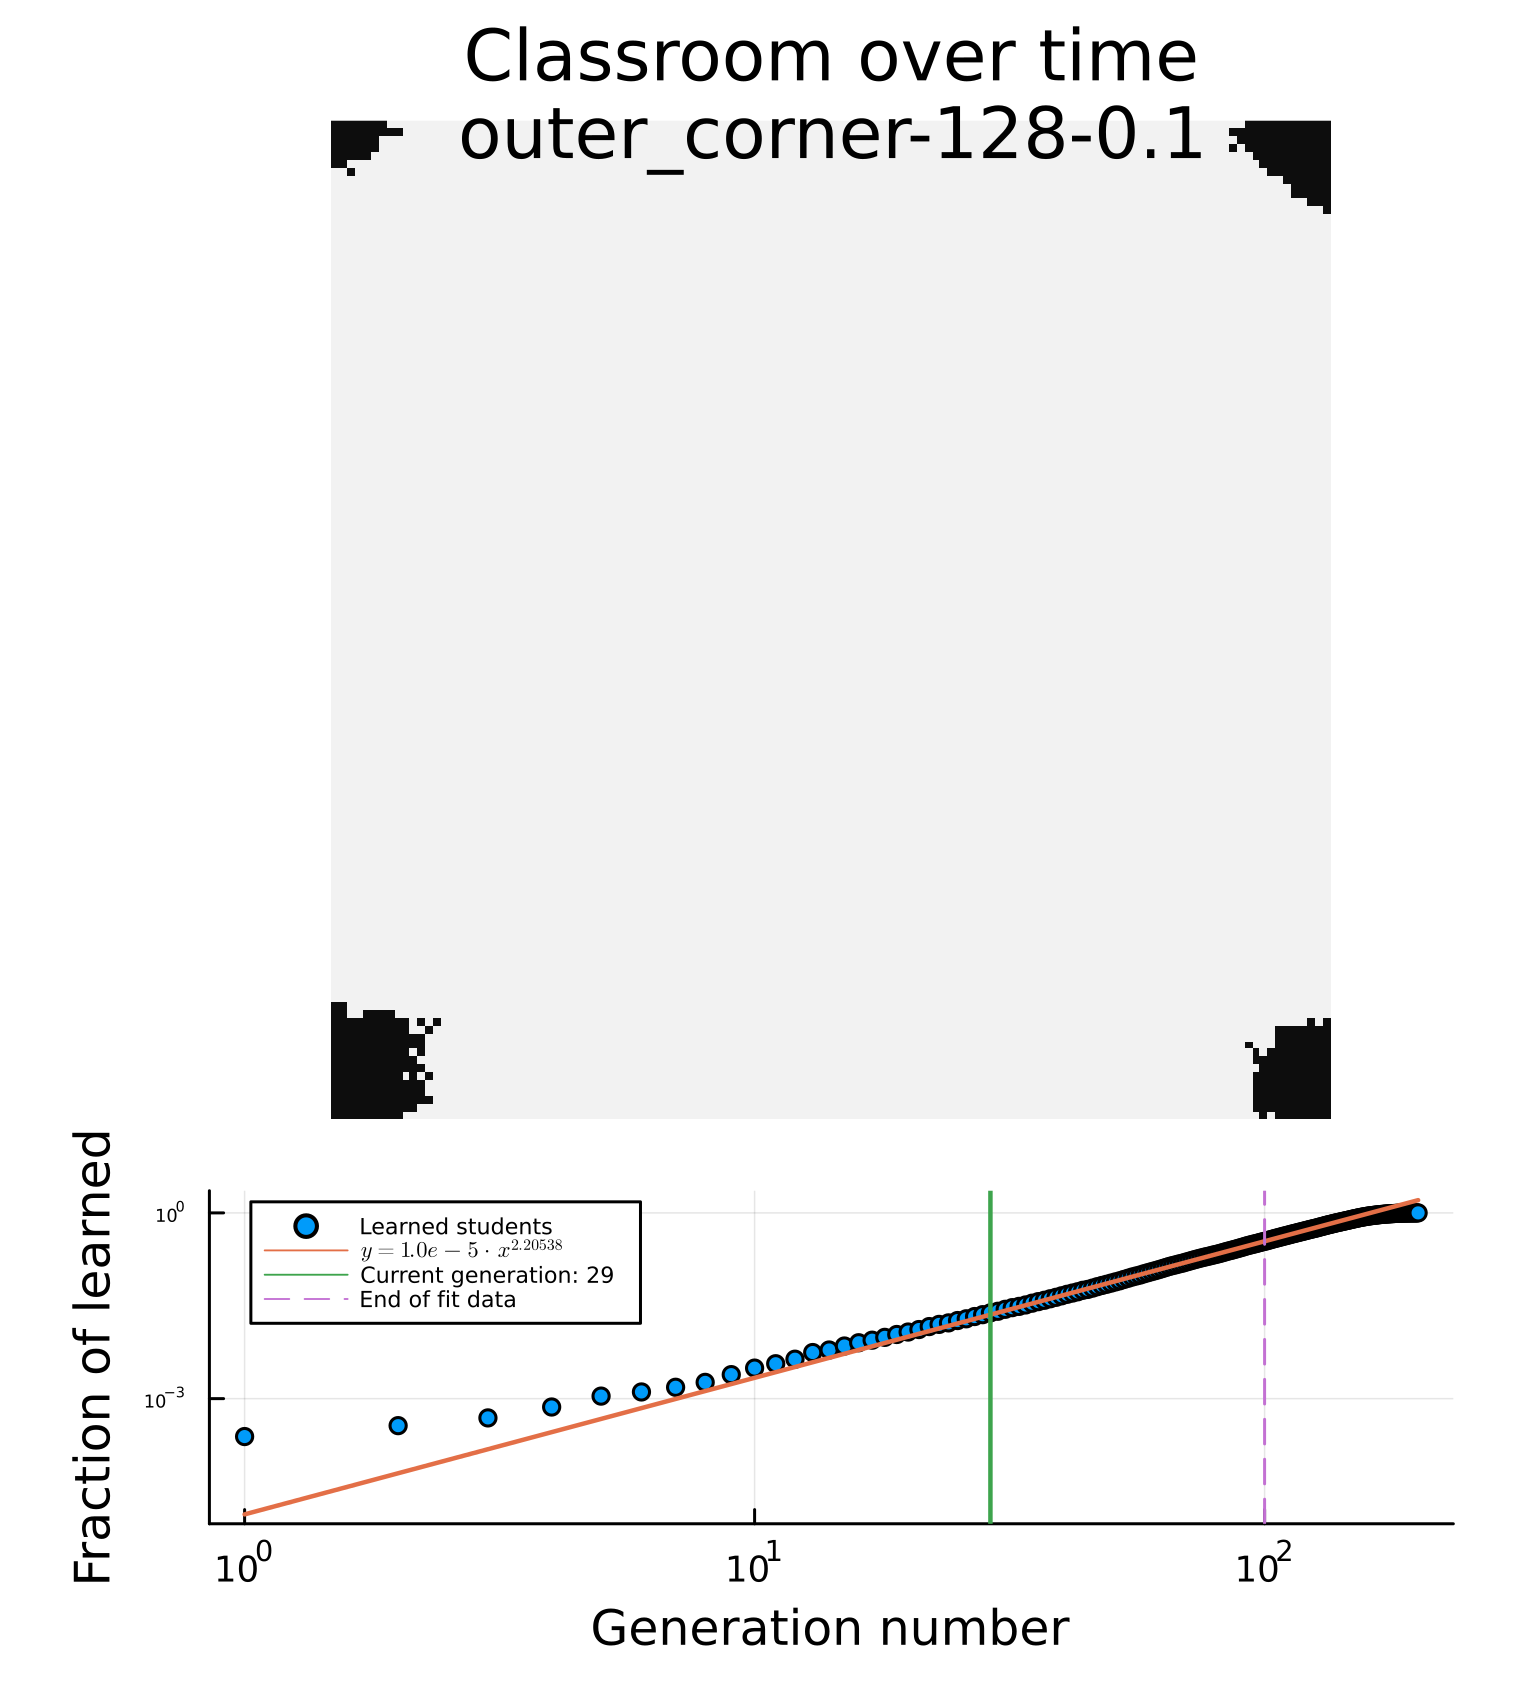 Classroom over time
outer_corner-128-0.1
Fraction of learned
10^0
10^-3
Learned students
y = 1.0e − 5 · x^2.20538
Current generation: 29
End of fit data
10^0
10^1
10^2
Generation number